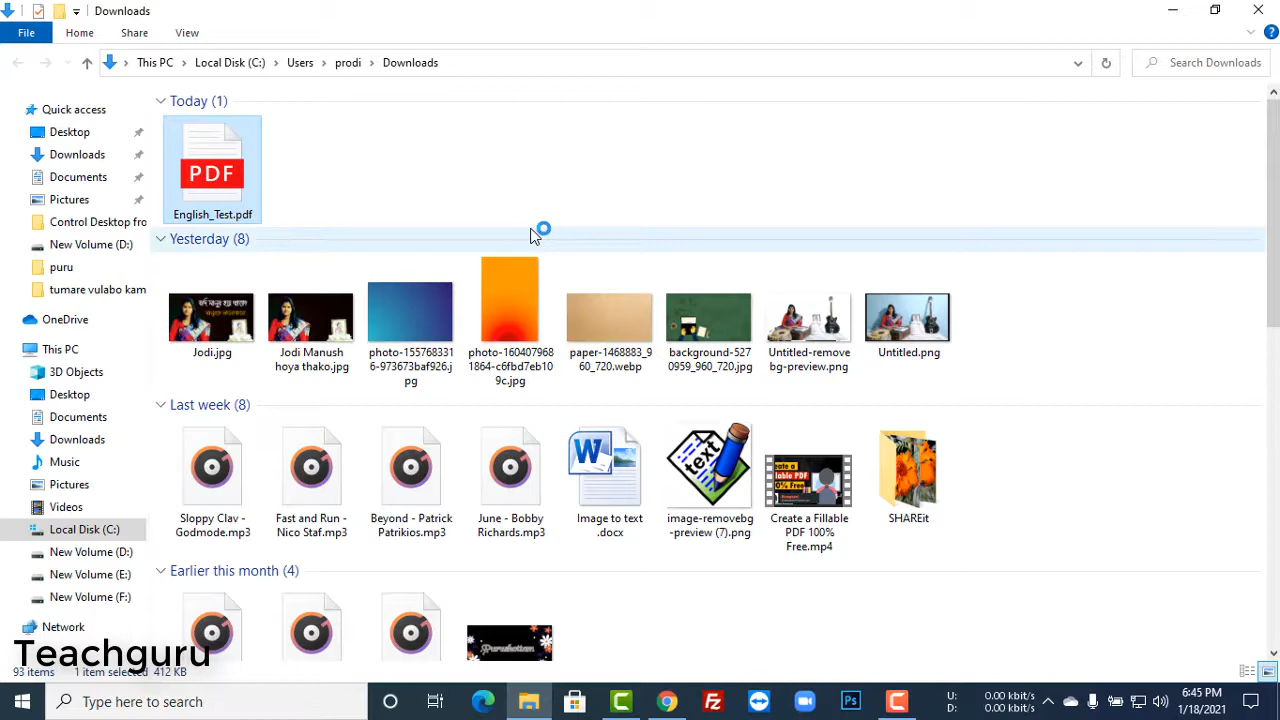 Downloads
File
Home
Share
View
This PC
Local Disk (C:)
Users
prodi
Downloads
Search Downloads
Quick access
Desktop
Downloads
Documents
Pictures
Control Desktop fro
New Volume (D:)
puru
tumare vulabo kam
OneDrive
This PC
3D Objects
Desktop
Documents
Downloads
Music
Pictures
Videos
Local Disk (C:)
New Volume (D:)
New Volume (E:)
New Volume (F:)
Network
Today (1)
PDF
English_Test.pdf
Yesterday (8)
Jodi.jpg
Jodi Manush
hoya thako.jpg
photo-155768331
6-973673baf926.j
pg
photo-160407968
1864-c6fbd7eb10
9c.jpg
paper-1468883_9
60_720.webp
background-527
0959_960_720.jpg
Untitled-remove
bg-preview.png
Untitled.png
Last week (8)
W
text
Create a
Sloppy Clav -
Godmode.mp3
Fast and Run -
Nico Staf.mp3
Beyond - Patrick
Patrikios.mp3
June - Bobby
Richards.mp3
Image to text
.docx
image-removebg
-preview (7).png
Create a Fillable
PDF 100%
Free.mp4
SHAREit
Earlier this month (4)
Purushottam
Teachguru
93 items
1 item selected 412 KB
Type here to search
Fz
Ps
U:
D:
0.00 kbit/s
0.00 kbit/s
6:45 PM
1/18/2021